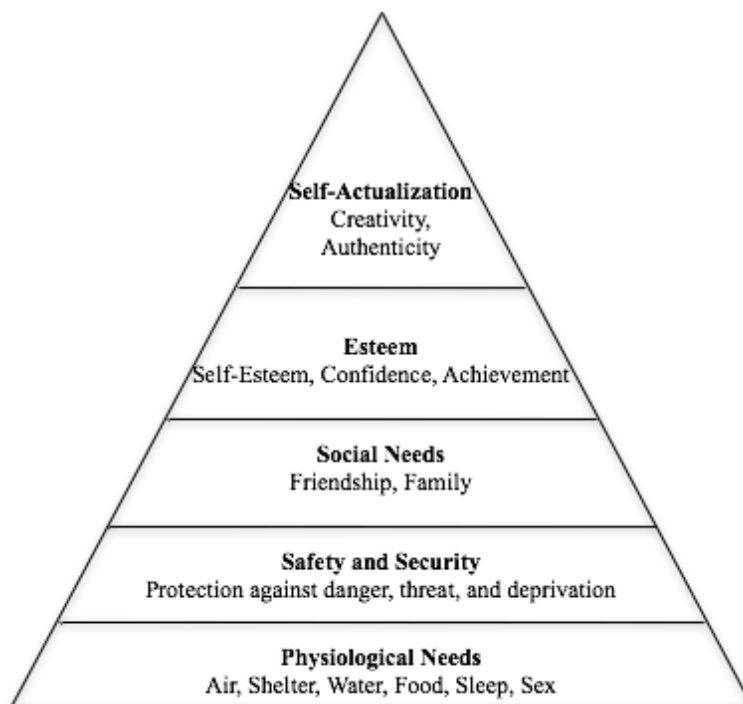 Self-Actualization
Creativity,
Authenticity
Esteem
Self-Esteem, Confidence, Achievement
Social Needs
Friendship, Family
Safety and Security
Protection against danger, threat, and deprivation
Physiological Needs
Air, Shelter, Water, Food, Sleep, Sex